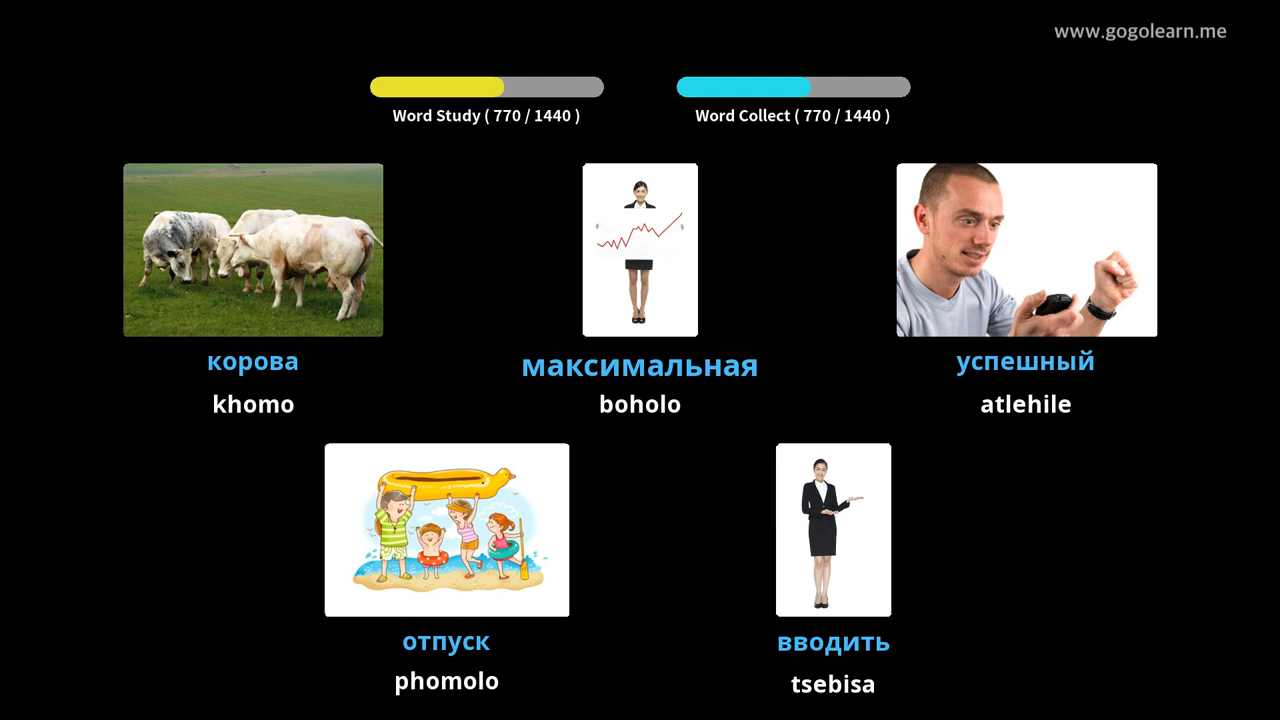 www.gogolearn.me
Word Study ( 770 / 1440 )
Word Collect ( 770 / 1440 )
корова
khomo
максимальная
boholo
успешный
atlehile
отпуск
phomolo
вводить
tsebisa